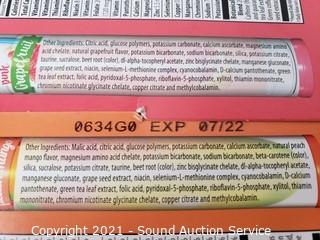 pink
Grapefruit
Other Ingredients: Citric acid, glucose polymers, potassium carbonate, calcium ascorbate, magnesium amino acid
chelate, natural grapefruit flavor, magnesium ascorbate, potassium bicarbonate, sodium bicarbonate, silica, potassium citrate,
taurine, sucralose, beet root (color), dl-alpha tocopheryl acetate, zinc bisglycinate chelate, manganese gluconate,
grape seed extract, niacin, selenium-L-methionine complex, cyanocobalamin, D-calcium pantothenate, green
tea leaf extract, folic acid, pyridoxal-5-phosphate, riboflavin-5-phosphate, xylitol, thiamin mononitrate,
chromium nicotinate glycinate chelate, copper citrate and methylcobalamin.
0634G0 EXP 07/22
Other Ingredients: Malic acid, citric acid, glucose polymers, potassium carbonate, calcium ascorbate, natural peach
mango flavor, magnesium amino acid chelate, potassium bicarbonate, sodium bicarbonate, beta-carotene (color),
silica, sucralose, potassium citrate, taurine, beet root (color), zinc bisglycinate chelate, dl-alpha tocopheryl acetate,
manganese gluconate, grape seed extract, niacin, selenium-L-methionine complex, cyanocobalamin, D-calcium
pantothenate, green tea leaf extract, folic acid, pyridoxal-5-phosphate, riboflavin-5-phosphate, xylitol, thiamin
mononitrate, chromium nicotinate glycinate chelate, copper citrate and methylcobalamin.
Copyright 2021 - Sound Auction Service